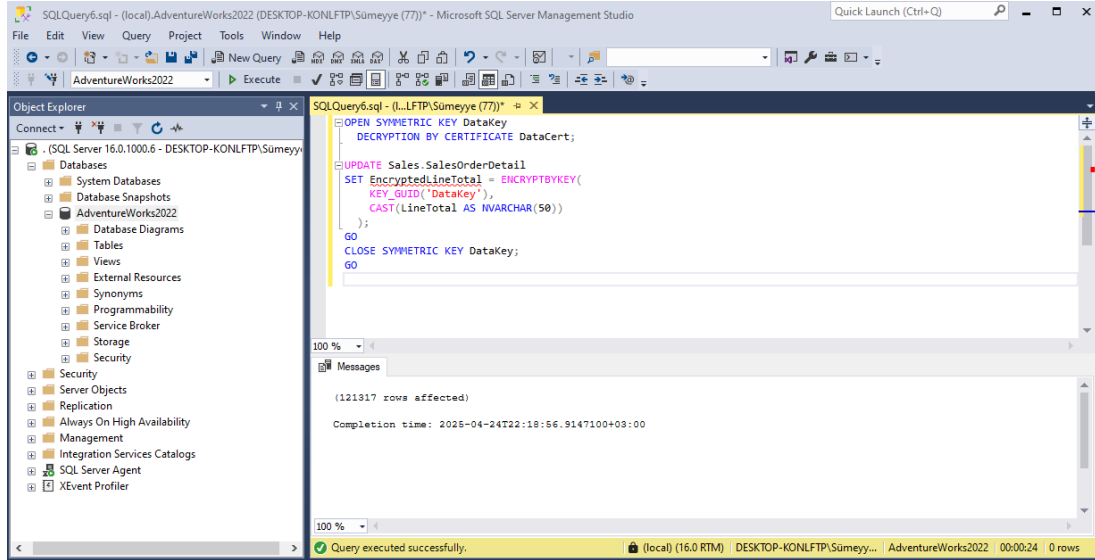 SQLQuery6.sql - (local).AdventureWorks2022 (DESKTOP-KONLFTP\Sümeyye (77))* - Microsoft SQL Server Management Studio
Quick Launch (Ctrl+Q)
File Edit View Query Project Tools Window Help
New Query
MDX DMX XMLA DAX
AdventureWorks2022
Execute
Object Explorer
SQLQuery6.sql - (l...LFTP\Sümeyye (77))*
Connect
. (SQL Server 16.0.1000.6 - DESKTOP-KONLFTP\Sümeyy
Databases
System Databases
Database Snapshots
AdventureWorks2022
Database Diagrams
Tables
Views
External Resources
Synonyms
Programmability
Service Broker
Storage
Security
Security
Server Objects
Replication
Always On High Availability
Management
Integration Services Catalogs
SQL Server Agent
XEvent Profiler
OPEN SYMMETRIC KEY DataKey
DECRYPTION BY CERTIFICATE DataCert;
UPDATE Sales.SalesOrderDetail
SET EncryptedLineTotal = ENCRYPTBYKEY(
KEY_GUID('DataKey'),
CAST(LineTotal AS NVARCHAR(50))
);
GO
CLOSE SYMMETRIC KEY DataKey;
GO
100 %
Messages
(121317 rows affected)
Completion time: 2025-04-24T22:18:56.9147100+03:00
100 %
Query executed successfully.
(local) (16.0 RTM) DESKTOP-KONLFTP\Sümeyy... AdventureWorks2022 00:00:24 0 rows